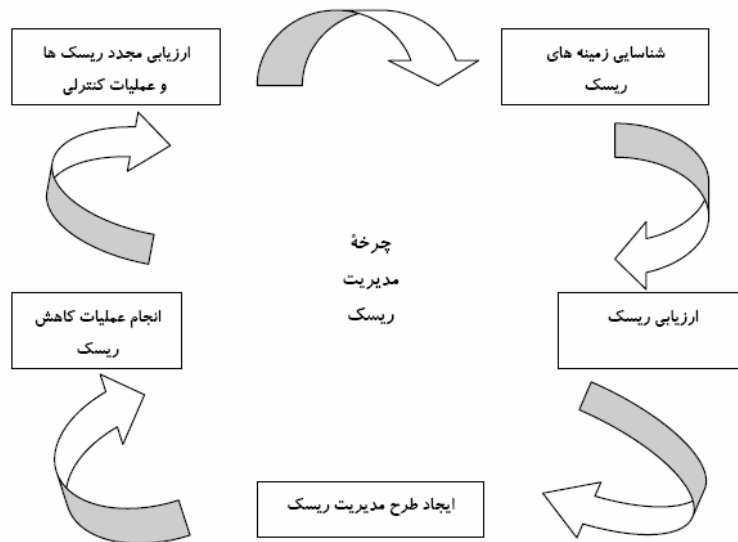 شناسایی زمینه های
ریسک
ارزیابی مجدد ریسک ها
و عملیات کنترلی
چرخهٔ
مدیریت
ریسک
ارزیابی ریسک
انجام عملیات کاهش
ریسک
ایجاد طرح مدیریت ریسک